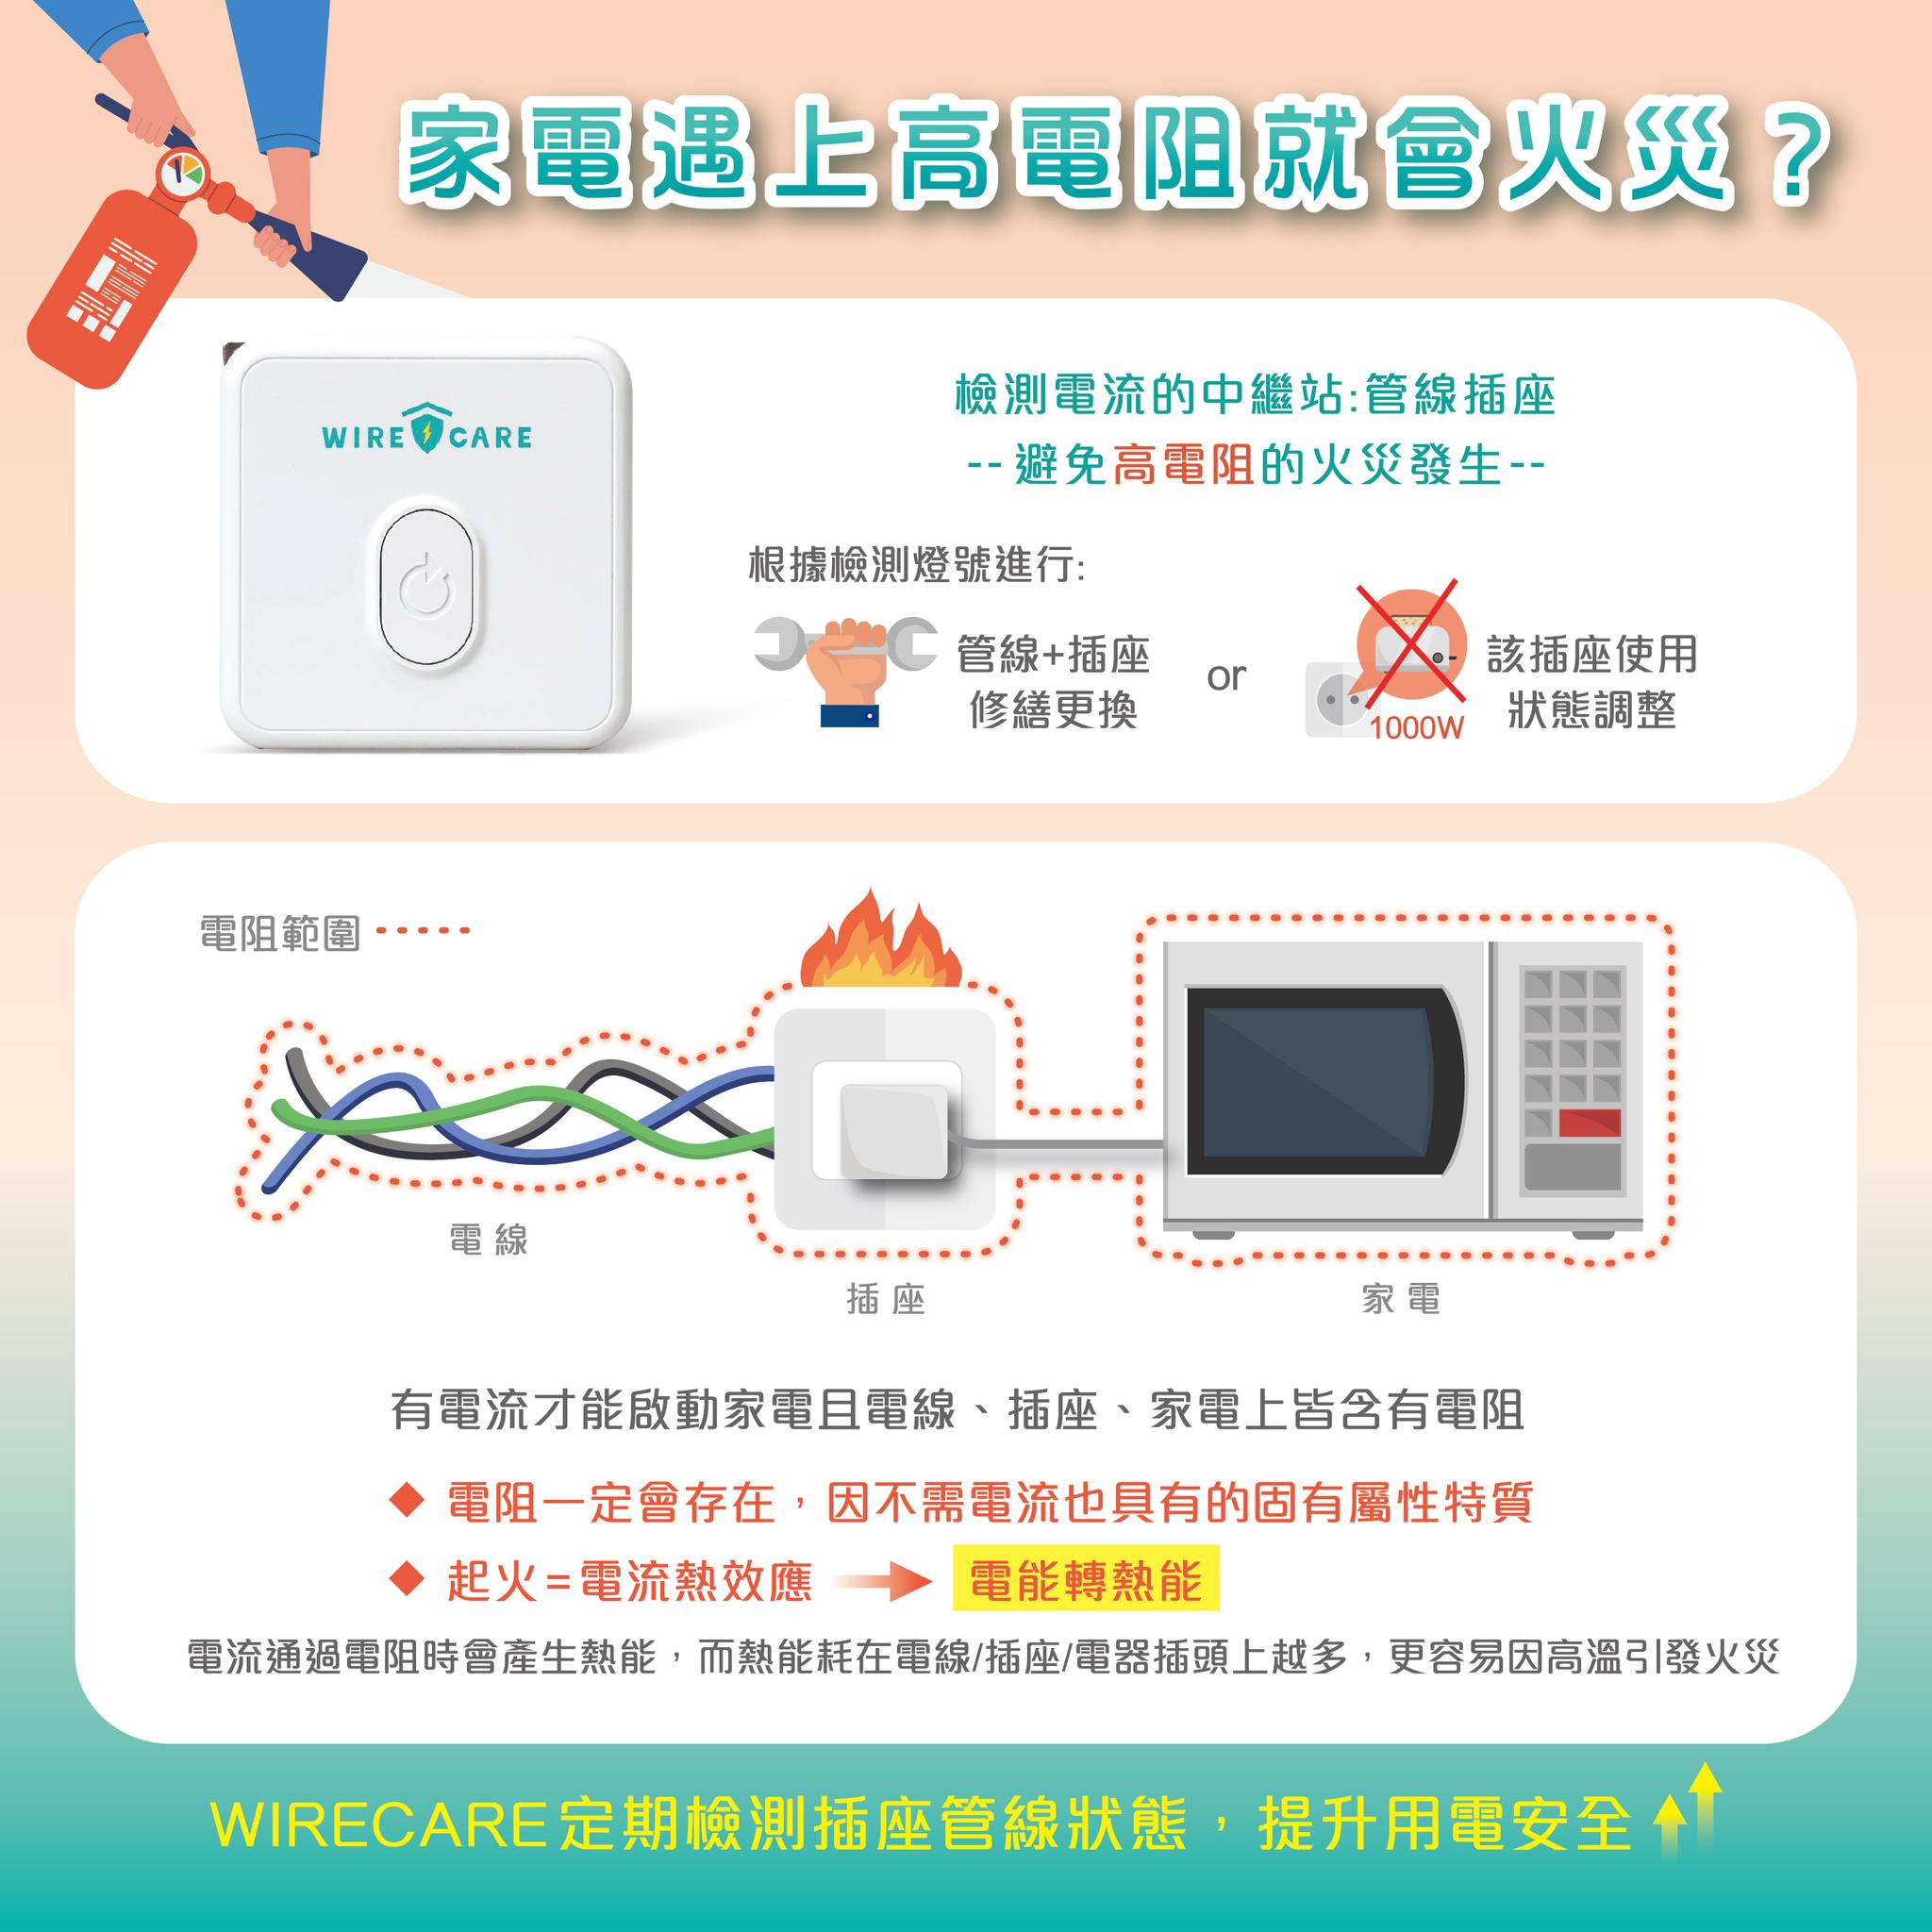 家電遇上高電阻就會火災？
WIRE CARE
檢測電流的中繼站:管線插座
--避免高電阻的火災發生--
根據檢測燈號進行:
管線+插座
修繕更換
or
1000W
該插座使用
狀態調整
電阻範圍
電線
插座
家電
有電流才能啟動家電且電線、插座、家電上皆含有電阻
◆ 電阻一定會存在，因不需電流也具有的固有屬性特質
◆ 起火=電流熱效應 → 電能轉熱能
電流通過電阻時會產生熱能，而熱能耗在電線/插座/電器插頭上越多，更容易因高溫引發火災
WIRECARE定期檢測插座管線狀態，提升用電安全